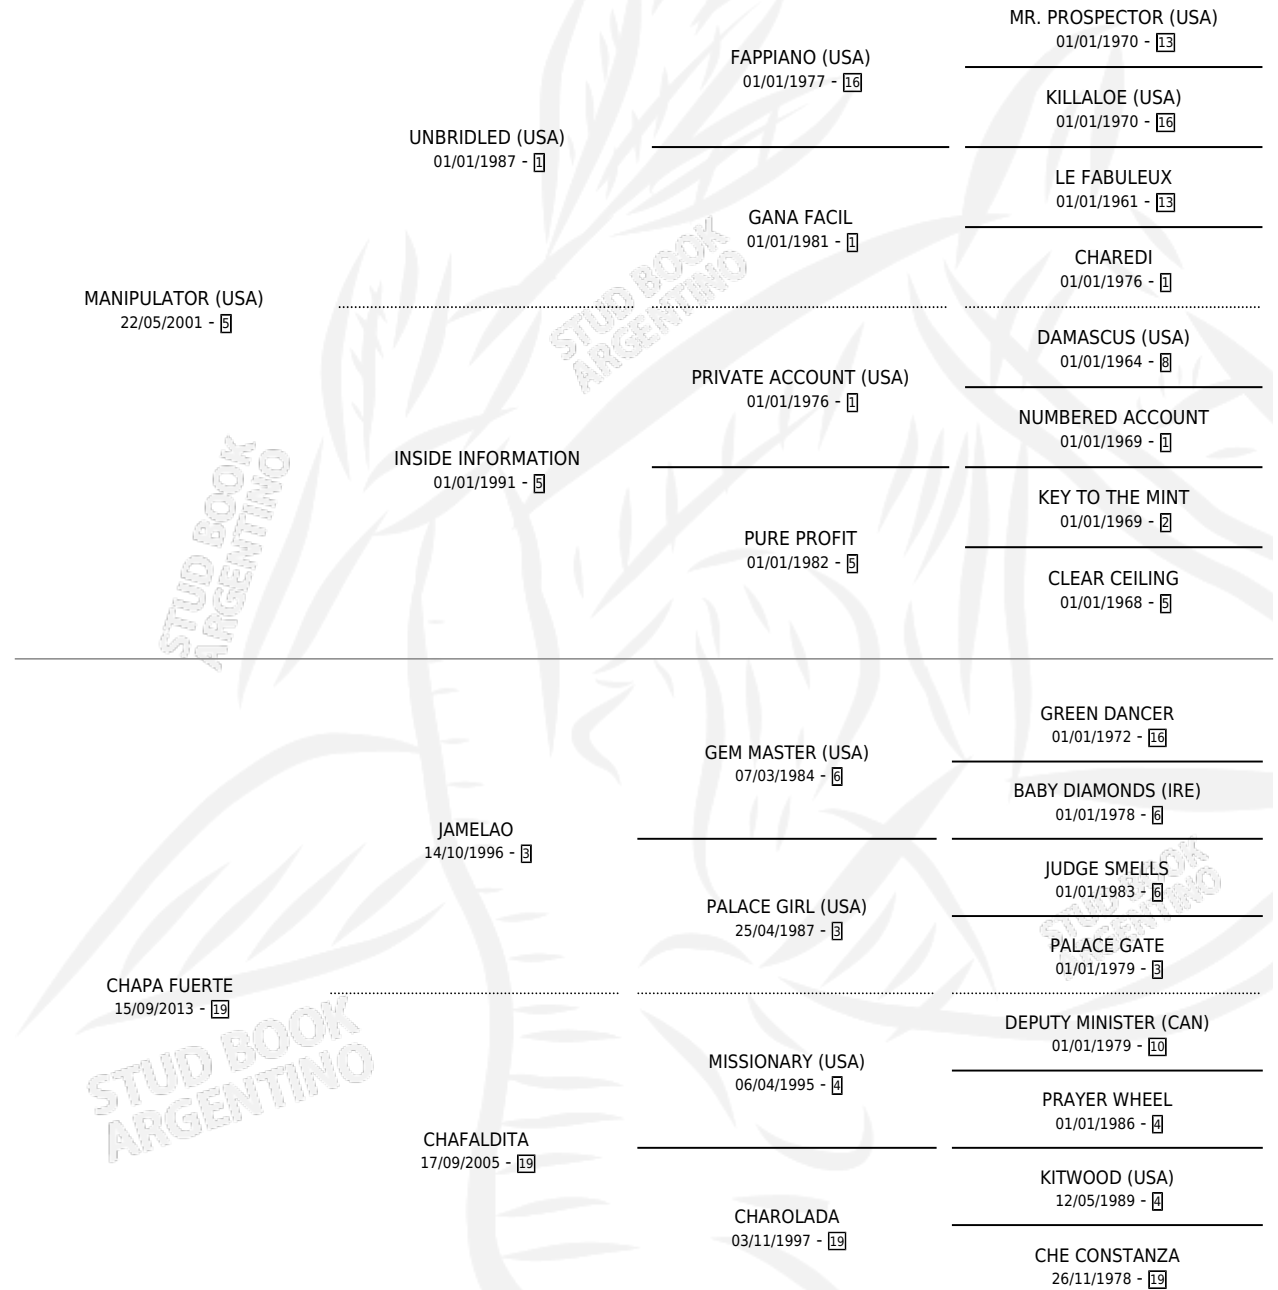 MR. PROSPECTOR (USA)
01/01/1970 - 13
FAPPIANO (USA)
01/01/1977 - 16
KILLALOE (USA)
01/01/1970 - 16
UNBRIDLED (USA)
01/01/1987 - 1
LE FABULEUX
01/01/1961 - 13
GANA FACIL
01/01/1981 - 1
CHAREDI
01/01/1976 - 1
MANIPULATOR (USA)
22/05/2001 - 5
DAMASCUS (USA)
01/01/1964 - 8
PRIVATE ACCOUNT (USA)
01/01/1976 - 1
NUMBERED ACCOUNT
01/01/1969 - 1
INSIDE INFORMATION
01/01/1991 - 5
KEY TO THE MINT
01/01/1969 - 2
PURE PROFIT
01/01/1982 - 5
CLEAR CEILING
01/01/1968 - 5
STUD BOOK
ARGENTINO
STUD BOOK
ARGENTINO
GREEN DANCER
01/01/1972 - 16
GEM MASTER (USA)
07/03/1984 - 6
BABY DIAMONDS (IRE)
01/01/1978 - 6
JAMELAO
14/10/1996 - 3
JUDGE SMELLS
01/01/1983 - 6
PALACE GIRL (USA)
25/04/1987 - 3
PALACE GATE
01/01/1979 - 3
CHAPA FUERTE
15/09/2013 - 19
DEPUTY MINISTER (CAN)
01/01/1979 - 10
MISSIONARY (USA)
06/04/1995 - 4
PRAYER WHEEL
01/01/1986 - 4
CHAFALDITA
17/09/2005 - 19
KITWOOD (USA)
12/05/1989 - 4
CHAROLADA
03/11/1997 - 19
CHE CONSTANZA
26/11/1978 - 19
STUD BOOK
ARGENTINO
STUD BOOK
ARGENTINO